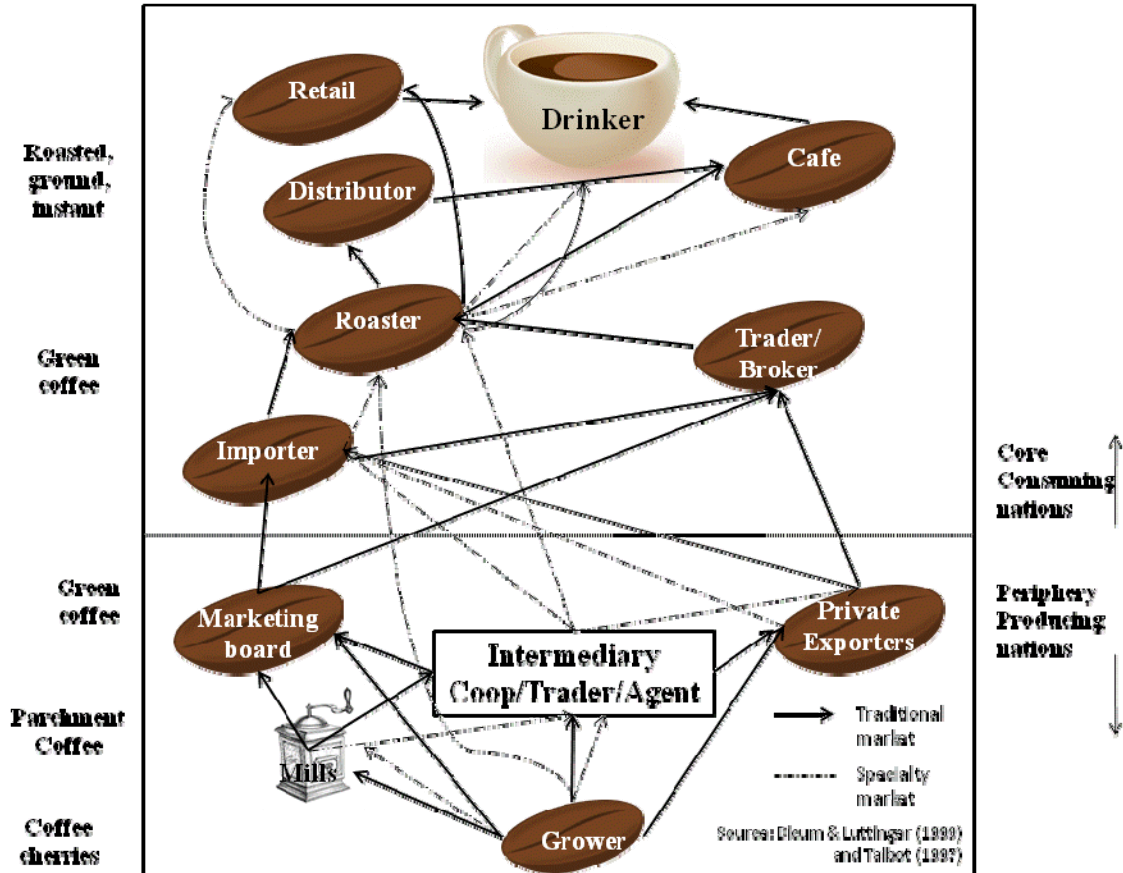 Retail
Drinker
Cafe
Roasted,
ground,
instant
Distributor
Roaster
Trader/
Broker
Green
coffee
Importer
Core
Consuming
nations
Green
coffee
Marketing
board
Private
Exporters
Periphery
Producing
nations
Intermediary
Coop/Trader/Agent
Parchment
Coffee
Mills
Traditional
market
Specialty
market
Coffee
cherries
Grower
& Luttinger (1999)
and Talbot (1997)